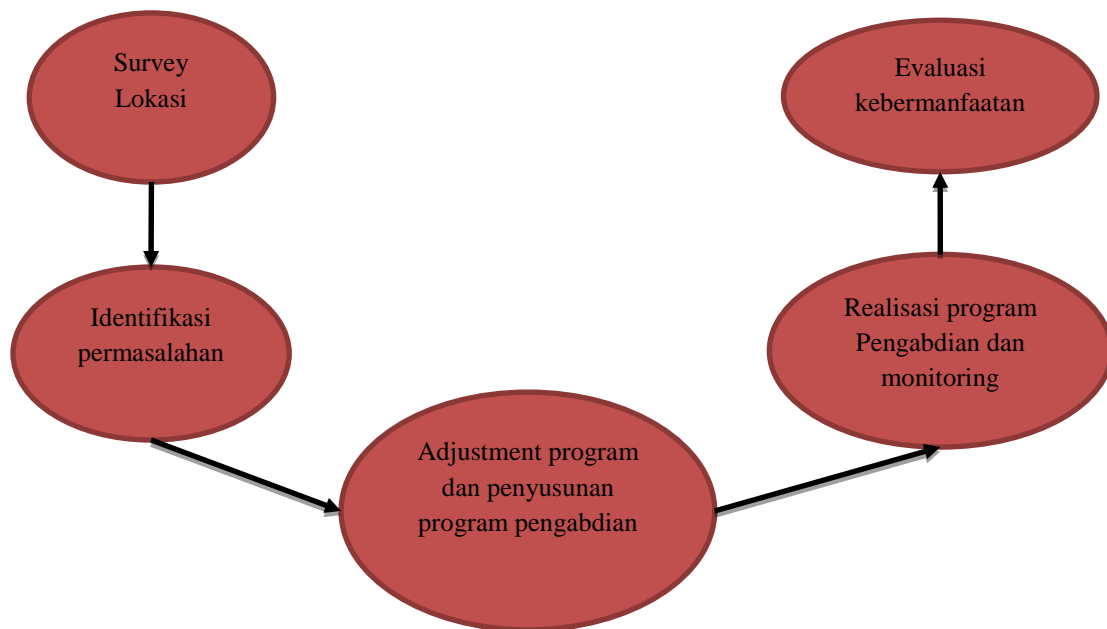 Survey
Lokasi
Identifikasi
permasalahan
Adjustment program
dan penyusunan
program pengabdian
Realisasi program
Pengabdian dan
monitoring
Evaluasi
kebermanfaatan